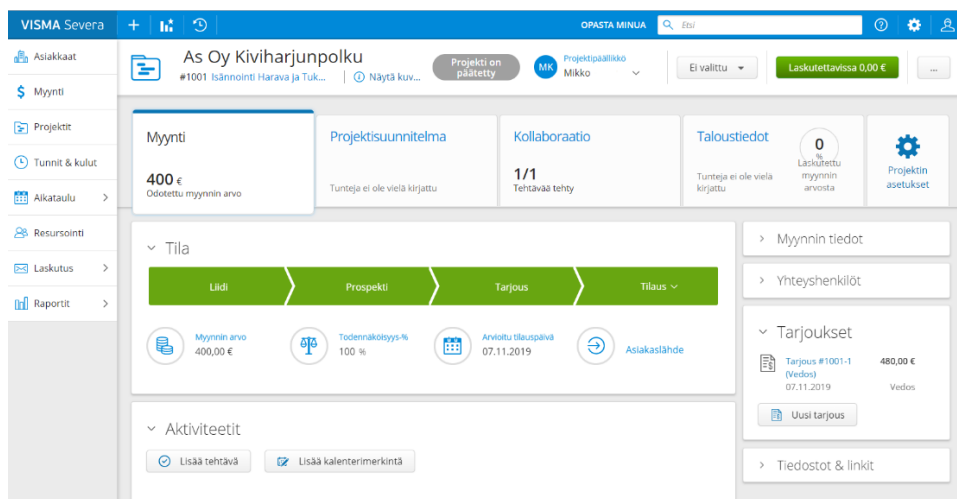 VISMA Severa
OPASTA MINUA
Etsi
Asiakkaat
Myynti
Projektit
Tunnit & kulut
Aikataulu
Resursointi
Laskutus
Raportit
As Oy Kiviharjunpolku
#1001 Isännöinti Harava ja Tuk...
Näytä kuv...
Projekti on
päätetty
MK
Projektipäällikkö
Mikko
Ei valittu
Laskutettavissa 0,00 €
...
Myynti
400 €
Odotettu myynnin arvo
Projektisuunnitelma
Tunteja ei ole vielä kirjattu
Kollaboraatio
1/1
Tehtävää tehty
Taloustiedot
Tunteja ei ole vielä
kirjattu
0
%
Laskutettu
myynnin
arvosta
Projektin
asetukset
Tila
Liidi
Prospekti
Tarjous
Tilaus
Myynnin arvo
400,00 €
Todennäköisyys-%
100 %
Arvioitu tilauspäivä
07.11.2019
Asiakaslähde
Aktiviteetit
Lisää tehtävä
Lisää kalenterimerkintä
Myynnin tiedot
Yhteyshenkilöt
Tarjoukset
Tarjous #1001-1 480,00 €
(Vedos)
07.11.2019 Vedos
Uusi tarjous
Tiedostot & linkit